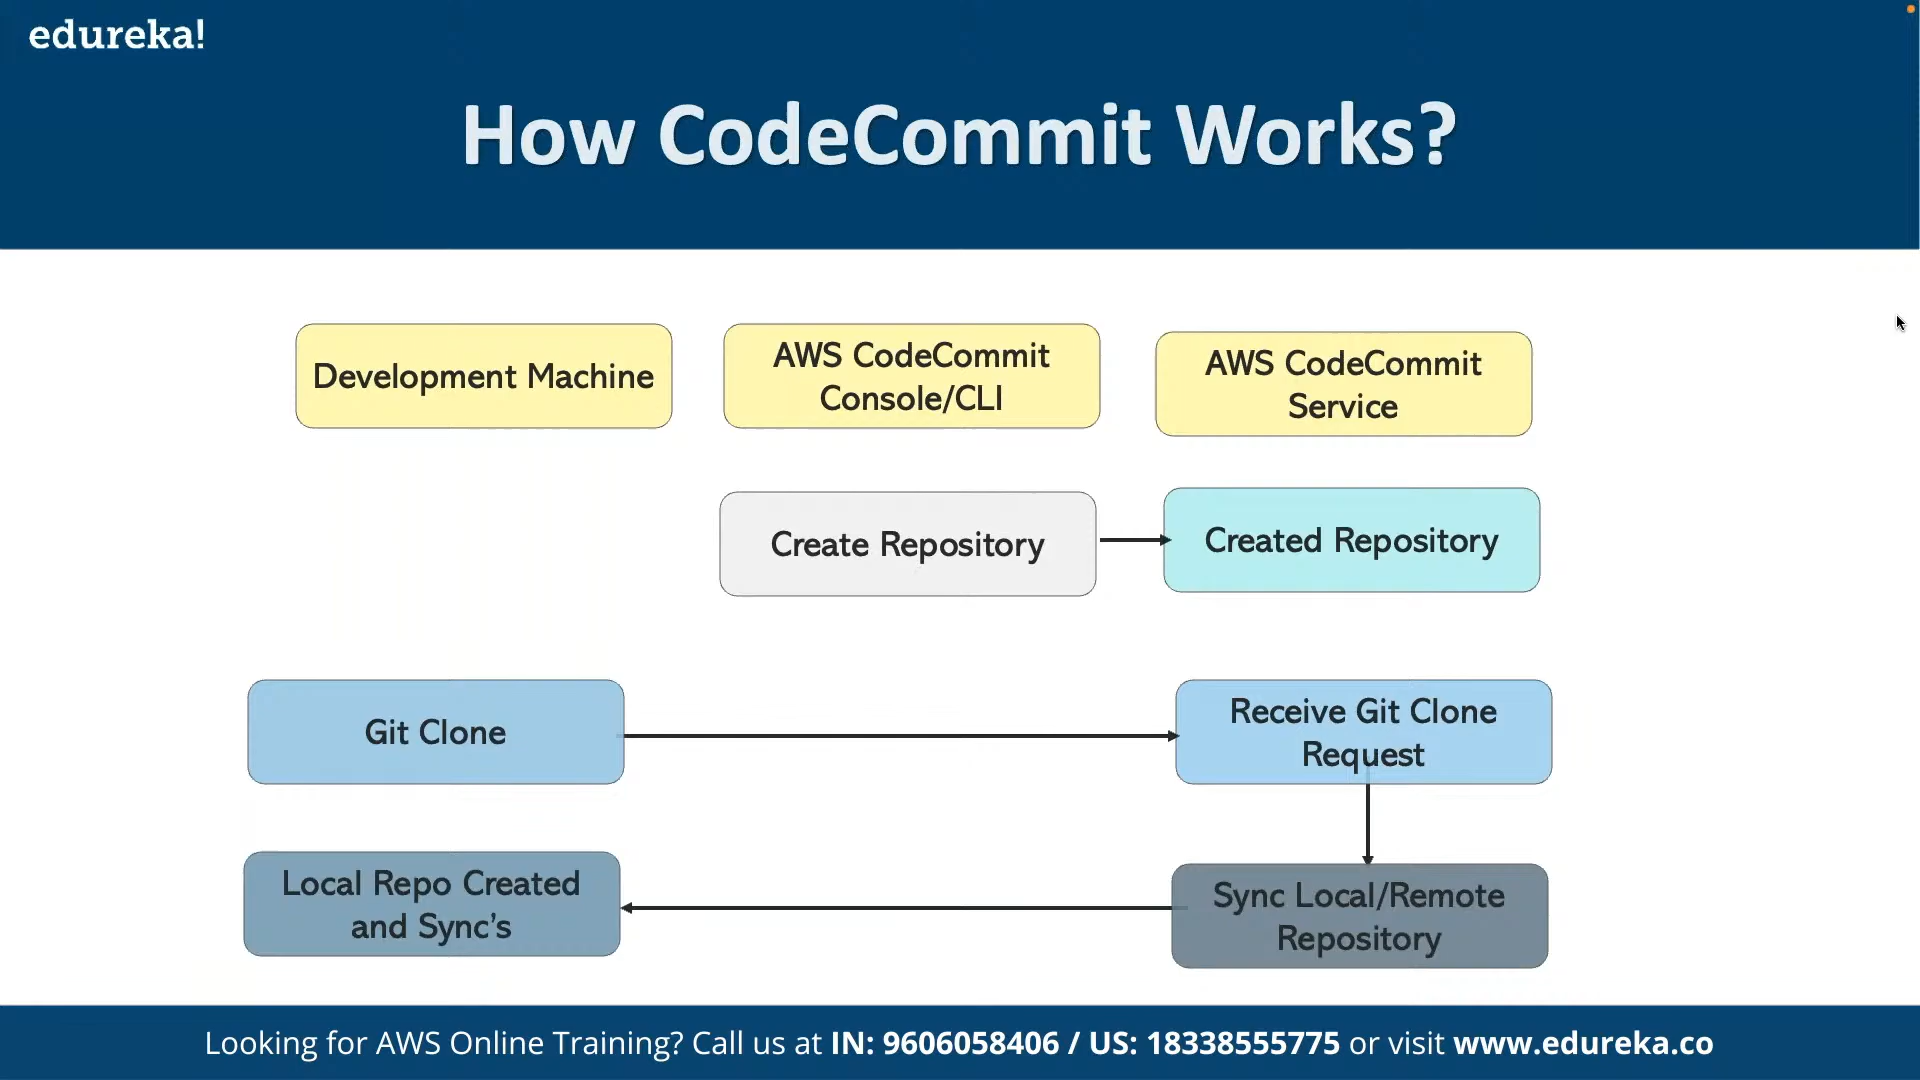 edureka!
How CodeCommit Works?
Development Machine
AWS CodeCommit
Console/CLI
AWS CodeCommit
Service
Create Repository
Created Repository
Git Clone
Receive Git Clone
Request
Local Repo Created
and Sync's
Sync Local/Remote
Repository
Looking for AWS Online Training? Call us at IN: 9606058406 / US: 18338555775 or visit www.edureka.co